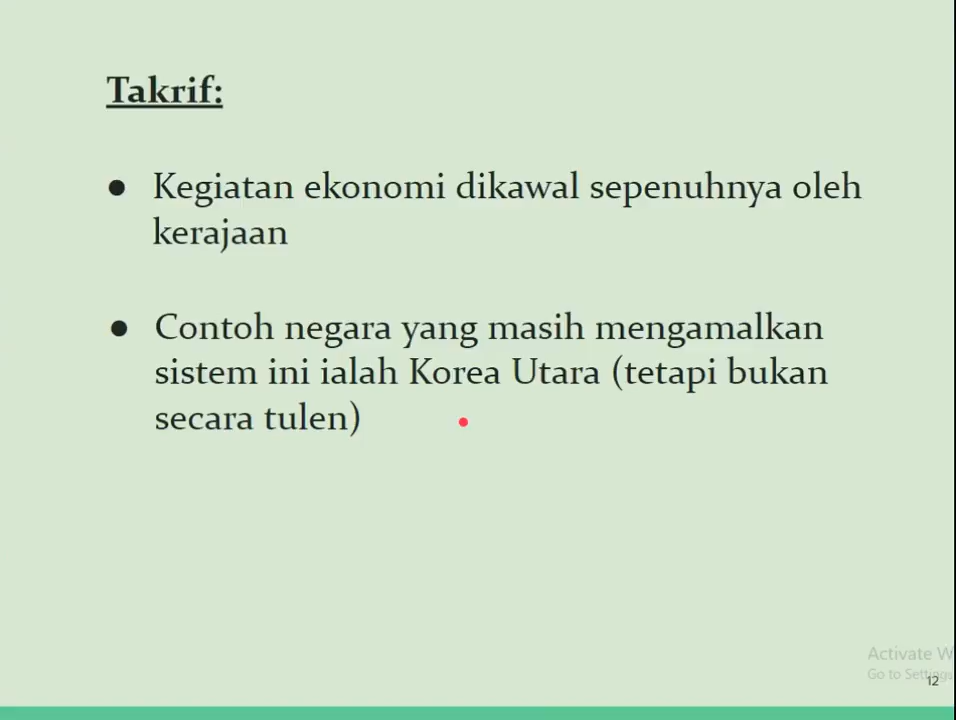 Takrif:
● Kegiatan ekonomi dikawal sepenuhnya oleh
kerajaan
● Contoh negara yang masih mengamalkan
sistem ini ialah Korea Utara (tetapi bukan
secara tulen)
Activate W
Go to Settings
12